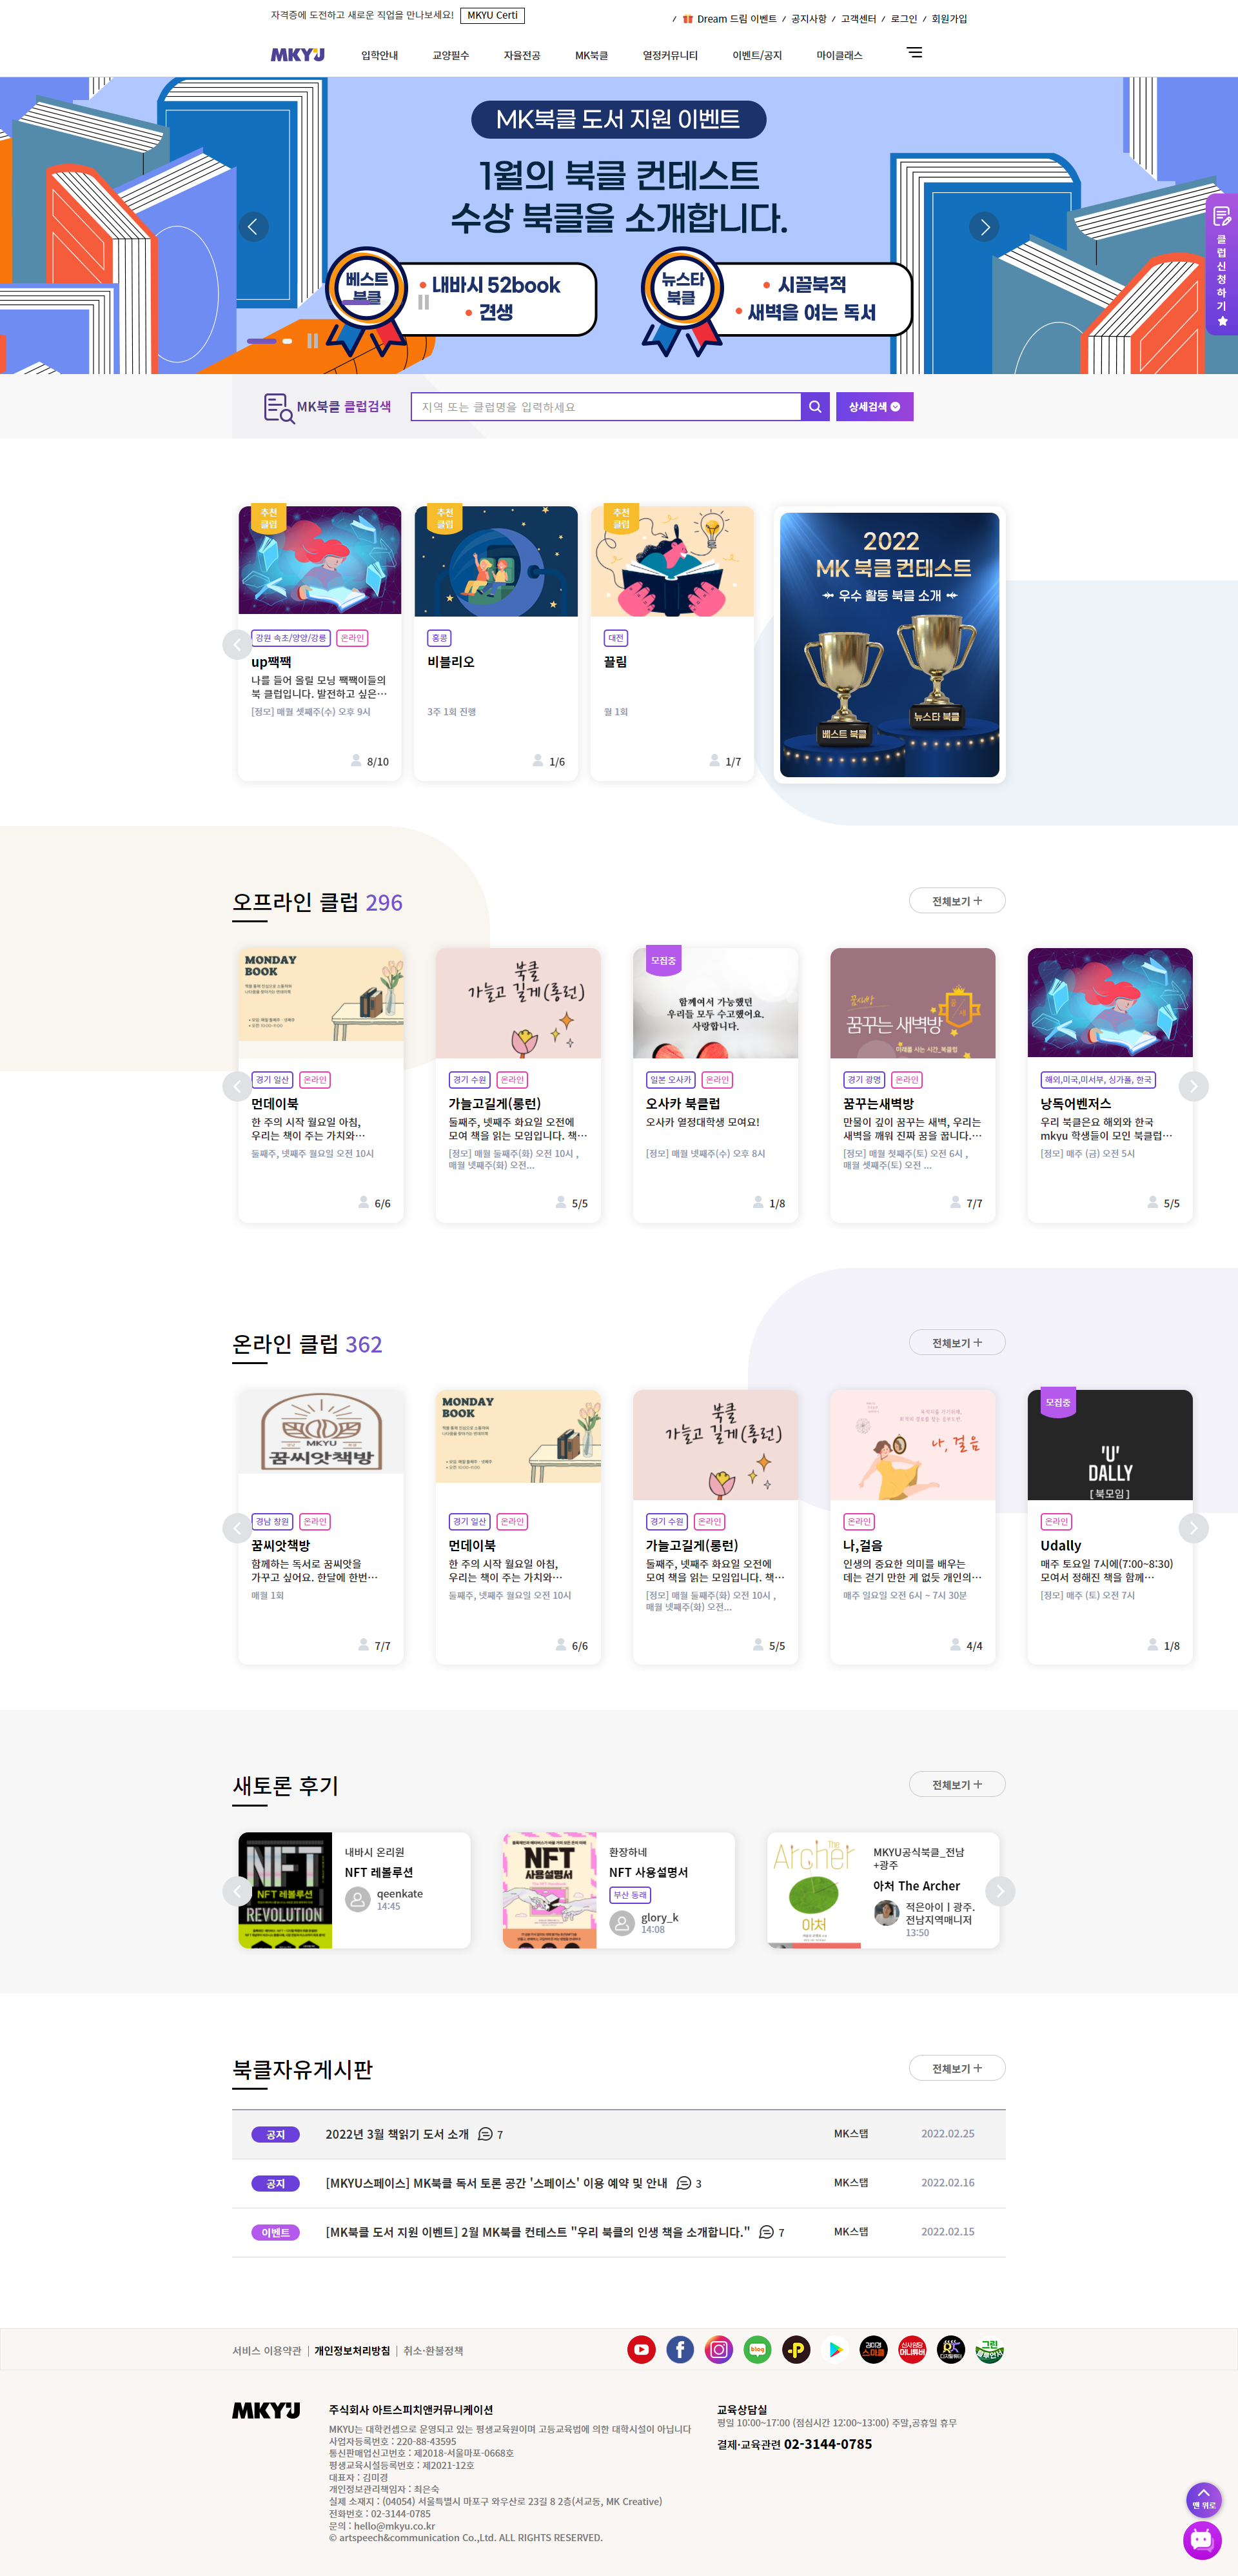 자격증에 도전하고 새로운 직업을 만나보세요! MKYU Certi
/ Dream 드림 이벤트 / 공지사항 / 고객센터 / 로그인 / 회원가입
MKYU 입학안내 교양필수 자율전공 MK북클 열정커뮤니티 이벤트/공지 마이클래스
MK북클 도서 지원 이벤트
1월의 북클 컨테스트
수상 북클을 소개합니다.
베스트
북클
내바시 52book
견생
뉴스타
북클
시끌북적
새벽을 여는 독서
클럽신청하기
MK북클 클럽검색 지역 또는 클럽명을 입력하세요 상세검색
추천
클럽
강원 속초/양양/강릉 온라인
up짹짹
나를 들어 올릴 모닝 짹짹이들의
북 클럽입니다. 발전하고 싶은…
[정모] 매월 셋째주(수) 오후 9시
8/10
추천
클럽
홍콩
비블리오
3주 1회 진행
1/6
추천
클럽
대전
끌림
월 1회
1/7
2022
MK 북클 컨테스트
우수 활동 북클 소개
베스트 북클
뉴스타 북클
오프라인 클럽 296
전체보기 +
MONDAY
BOOK
경기 일산 온라인
먼데이북
한 주의 시작 월요일 아침,
우리는 책이 주는 가치와…
둘째주, 넷째주 월요일 오전 10시
6/6
북클
가늘고 길게(롱런)
경기 수원 온라인
가늘고길게(롱런)
둘째주, 넷째주 화요일 오전에
모여 책을 읽는 모임입니다. 책…
[정모] 매월 둘째주(화) 오전 10시 ,
매월 넷째주(화) 오전...
5/5
모집중
함께여서 가능했던
우리들 모두 수고했어요.
사랑합니다.
일본 오사카 온라인
오사카 북클럽
오사카 열정대학생 모여요!
[정모] 매월 넷째주(수) 오후 8시
1/8
꿈꾸는 새벽방
미래를 사는 시간_북클럽
경기 광명 온라인
꿈꾸는새벽방
만물이 깊이 꿈꾸는 새벽, 우리는
새벽을 깨워 진짜 꿈을 꿉니다.…
[정모] 매월 첫째주(토) 오전 6시 ,
매월 셋째주(토) 오전 ...
7/7
해외,미국,미서부, 싱가폴, 한국
낭독어벤저스
우리 북클은요 해외와 한국
mkyu 학생들이 모인 북클럽…
[정모] 매주 (금) 오전 5시
5/5
온라인 클럽 362
전체보기 +
MKYU
꿈씨앗책방
경남 창원 온라인
꿈씨앗책방
함께하는 독서로 꿈씨앗을
가꾸고 싶어요. 한달에 한번…
매월 1회
7/7
MONDAY
BOOK
경기 일산 온라인
먼데이북
한 주의 시작 월요일 아침,
우리는 책이 주는 가치와…
둘째주, 넷째주 월요일 오전 10시
6/6
북클
가늘고 길게(롱런)
경기 수원 온라인
가늘고길게(롱런)
둘째주, 넷째주 화요일 오전에
모여 책을 읽는 모임입니다. 책…
[정모] 매월 둘째주(화) 오전 10시 ,
매월 넷째주(화) 오전...
5/5
나, 걸음
온라인
나,걸음
인생의 중요한 의미를 배우는
데는 걷기 만한 게 없듯 개인의…
매주 일요일 오전 6시 ~ 7시 30분
4/4
모집중
'U'
DALLY
[북모임]
온라인
Udally
매주 토요일 7시에(7:00~8:30)
모여서 정해진 책을 함께…
[정모] 매주 (토) 오전 7시
1/8
새토론 후기
전체보기 +
NFT
NFT 레볼루션
REVOLUTION
내바시 온리원
NFT 레볼루션
qeenkate
14:45
NFT
사용설명서
환장하네
NFT 사용설명서
부산 동래
glory_k
14:08
The
Archer
아처
MKYU공식북클_전남
+광주
아처 The Archer
적은아이ㅣ광주.
전남지역매니저
13:50
북클자유게시판
전체보기 +
공지 2022년 3월 책읽기 도서 소개 7 MK스탭 2022.02.25
공지 [MKYU스페이스] MK북클 독서 토론 공간 '스페이스' 이용 예약 및 안내 3 MK스탭 2022.02.16
이벤트 [MK북클 도서 지원 이벤트] 2월 MK북클 컨테스트 "우리 북클의 인생 책을 소개합니다." 7 MK스탭 2022.02.15
서비스 이용약관 | 개인정보처리방침 | 취소·환불정책
blog
김미경
스.마.클
신사임당
머니튜버
디지털튜터
그린
플루언서
MKYU
주식회사 아트스피치앤커뮤니케이션
MKYU는 대학컨셉으로 운영되고 있는 평생교육원이며 고등교육법에 의한 대학시설이 아닙니다
사업자등록번호 : 220-88-43595
통신판매업신고번호 : 제2018-서울마포-0668호
평생교육시설등록번호 : 제2021-12호
대표자 : 김미경
개인정보관리책임자 : 최은숙
실제 소재지 : (04054) 서울특별시 마포구 와우산로 23길 8 2층(서교동, MK Creative)
전화번호 : 02-3144-0785
문의 : hello@mkyu.co.kr
© artspeech&communication Co.,Ltd. ALL RIGHTS RESERVED.
교육상담실
평일 10:00~17:00 (점심시간 12:00~13:00) 주말,공휴일 휴무
결제·교육관련 02-3144-0785
맨 위로